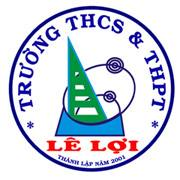 * TRƯỜNG THCS & THPT *
LÊ LỢI
THÀNH LẬP NĂM 2001